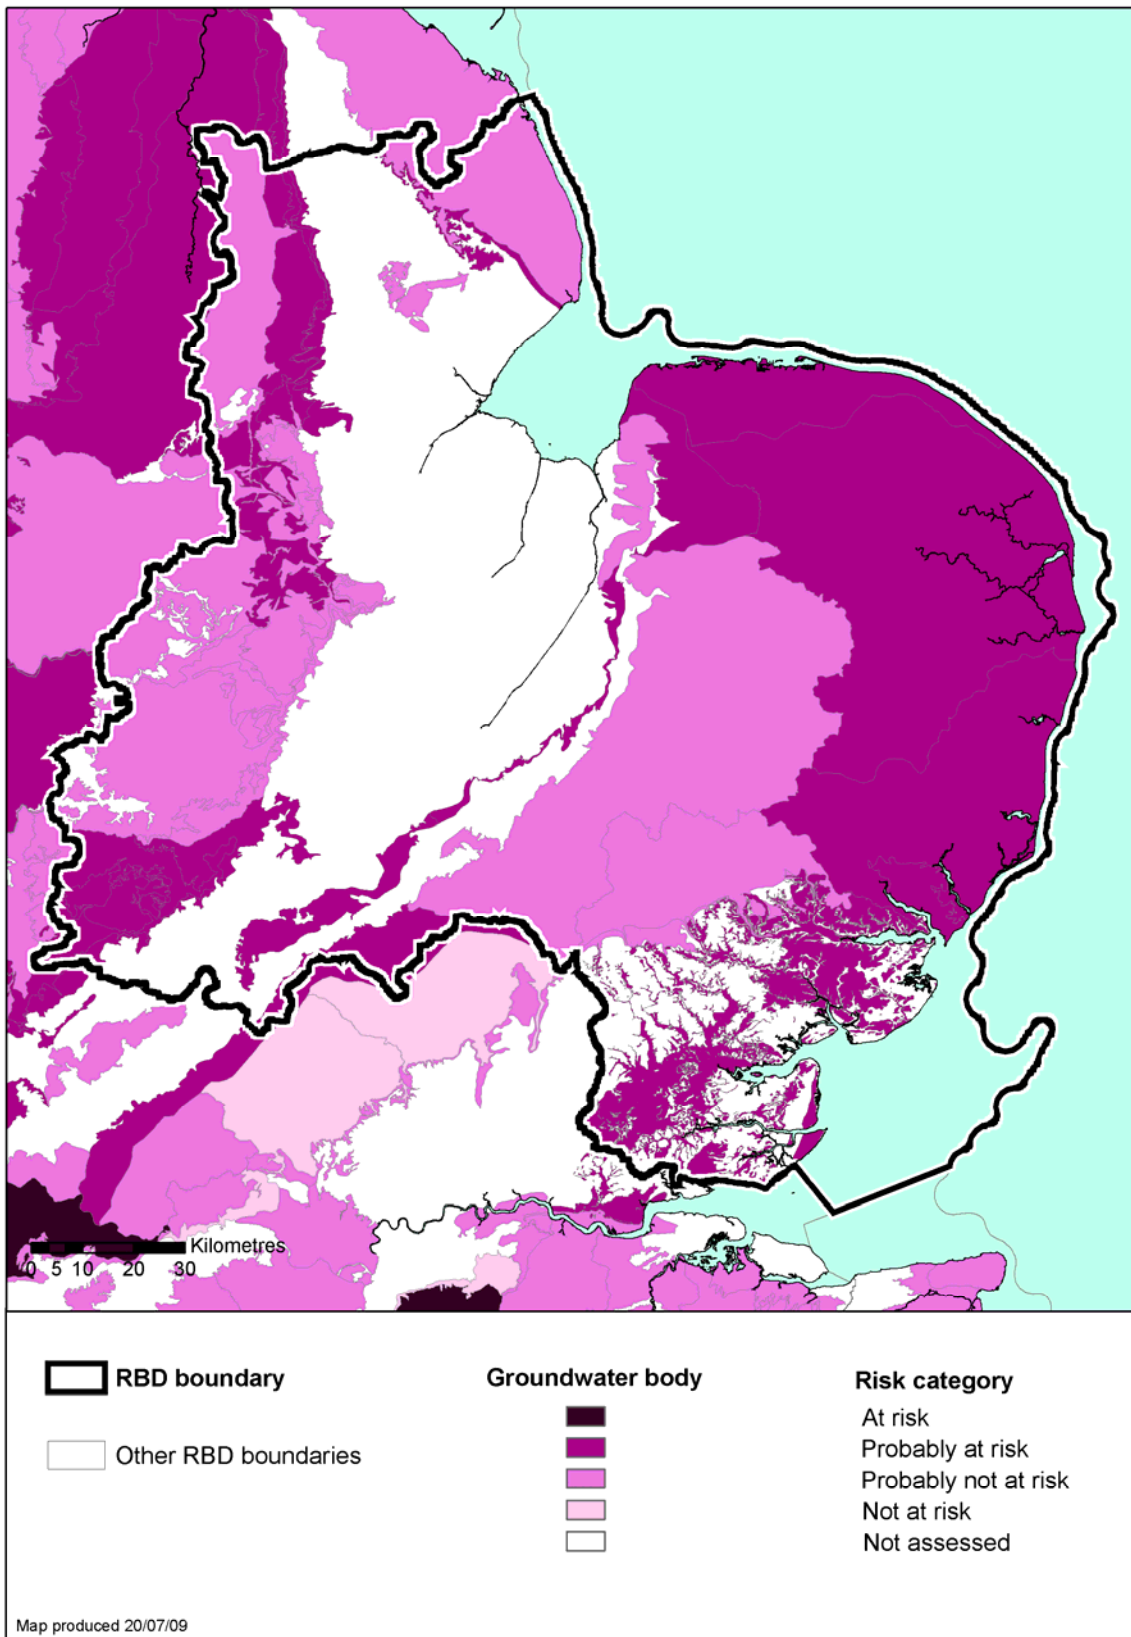 Kilometres
0 5 10 20 30
RBD boundary
Other RBD boundaries
Groundwater body
Risk category
At risk
Probably at risk
Probably not at risk
Not at risk
Not assessed
Map produced 20/07/09